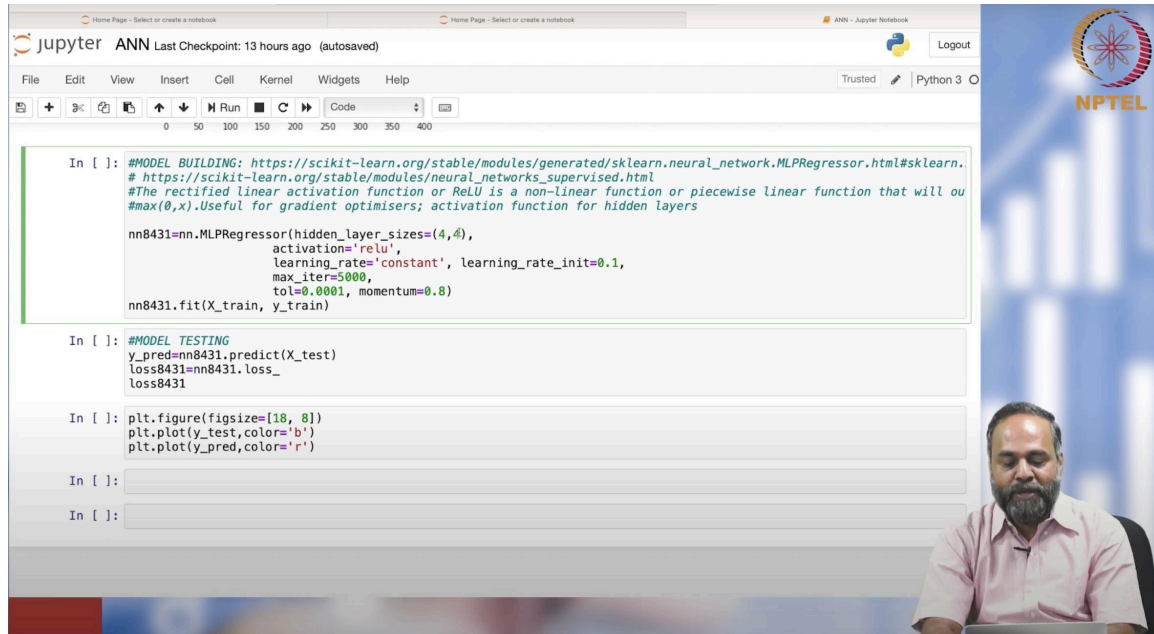 Home Page - Select or create a notebook
Home Page - Select or create a notebook
ANN - Jupyter Notebook
Jupyter ANN Last Checkpoint: 13 hours ago (autosaved)
Logout
File Edit View Insert Cell Kernel Widgets Help
Trusted Python 3
Run Code
NPTEL
0 50 100 150 200 250 300 350 400
In [ ]: #MODEL BUILDING: https://scikit-learn.org/stable/modules/generated/sklearn.neural_network.MLPRegressor.html#sklearn.
# https://scikit-learn.org/stable/modules/neural_networks_supervised.html
#The rectified linear activation function or ReLU is a non-linear function or piecewise linear function that will ou
#max(0,x).Useful for gradient optimisers; activation function for hidden layers
nn8431=nn.MLPRegressor(hidden_layer_sizes=(4,4),
activation='relu',
learning_rate='constant', learning_rate_init=0.1,
max_iter=5000,
tol=0.0001, momentum=0.8)
nn8431.fit(X_train, y_train)
In [ ]: #MODEL TESTING
y_pred=nn8431.predict(X_test)
loss8431=nn8431.loss_
loss8431
In [ ]: plt.figure(figsize=[18, 8])
plt.plot(y_test,color='b')
plt.plot(y_pred,color='r')
In [ ]:
In [ ]: